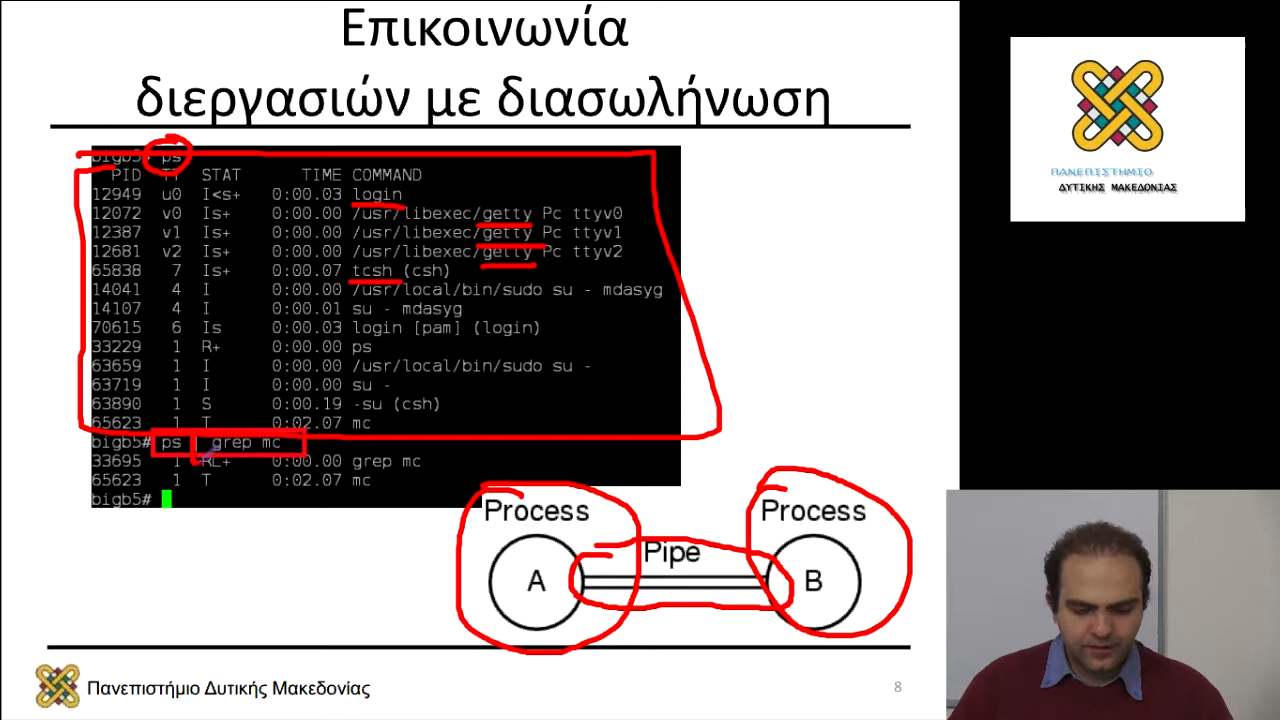 Επικοινωνία
διεργασιών με διασωλήνωση
bigb5# ps
PID TT STAT TIME COMMAND
12949 u0 I<s+ 0:00.03 login
12072 v0 Is+ 0:00.00 /usr/libexec/getty Pc ttyv0
12387 v1 Is+ 0:00.00 /usr/libexec/getty Pc ttyv1
12681 v2 Is+ 0:00.00 /usr/libexec/getty Pc ttyv2
65838 7 Is+ 0:00.07 tcsh (csh)
14041 4 I 0:00.00 /usr/local/bin/sudo su - mdasyg
14107 4 I 0:00.01 su - mdasyg
70615 6 Is 0:00.03 login [pam] (login)
33229 1 R+ 0:00.00 ps
63659 1 I 0:00.00 /usr/local/bin/sudo su -
63719 1 I 0:00.00 su -
63890 1 S 0:00.19 -su (csh)
65623 1 T 0:02.07 mc
bigb5# ps | grep mc
33695 1 RL+ 0:00.00 grep mc
65623 1 T 0:02.07 mc
bigb5#
Process Process
Pipe
A B
Πανεπιστήμιο Δυτικής Μακεδονίας
8
ΠΑΝΕΠΙΣΤΗΜΙΟ
ΔΥΤΙΚΗΣ ΜΑΚΕΔΟΝΙΑΣ